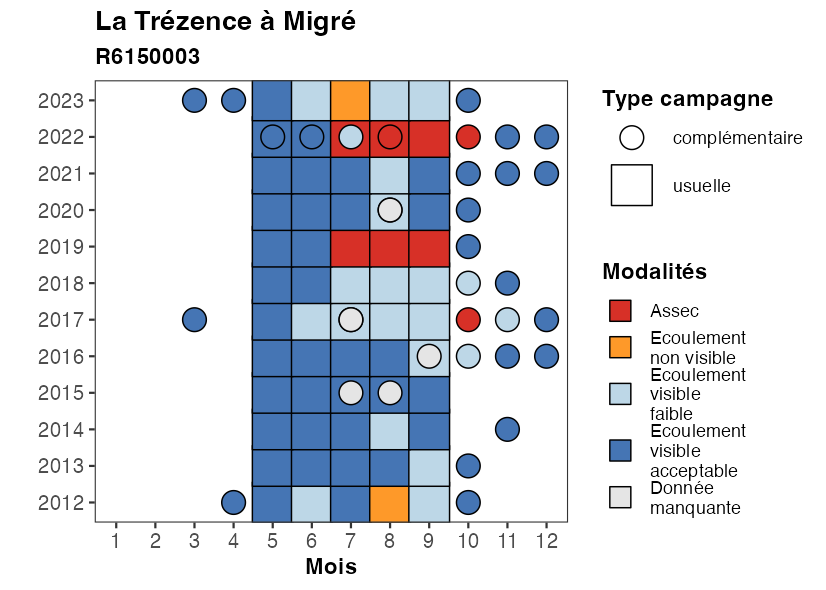 La Trézence à Migré
R6150003
2023
2022
2021
2020
2019
2018
2017
2016
2015
2014
2013
2012
1 2 3 4 5 6 7 8 9 10 11 12
Mois
Type campagne
complémentaire
usuelle
Modalités
Assec
Ecoulement
non visible
Ecoulement
visible
faible
Ecoulement
visible
acceptable
Donnée
manquante